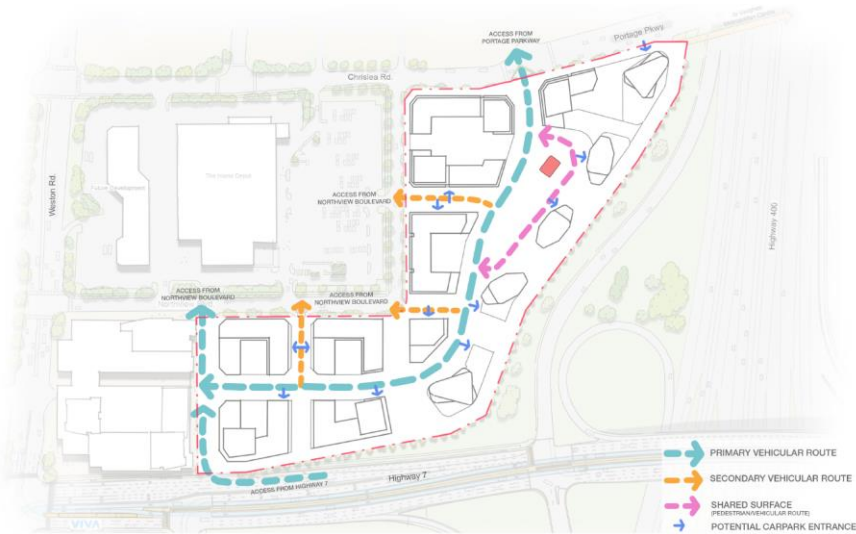 ACCESS FROM
PORTAGE PARKWAY
Portage Pkwy.
Chrislea Rd.
Weston Rd.
Future Development
The Home Depot
ACCESS FROM
NORTHVIEW BOULEVARD
Highway 400
ACCESS FROM
NORTHVIEW BOULEVARD
ACCESS FROM
NORTHVIEW BOULEVARD
Highway 7
ACCESS FROM HIGHWAY 7
VIVA
PRIMARY VEHICULAR ROUTE
SECONDARY VEHICULAR ROUTE
SHARED SURFACE
(PEDESTRIAN/VEHICULAR ROUTE)
POTENTIAL CARPARK ENTRANCE